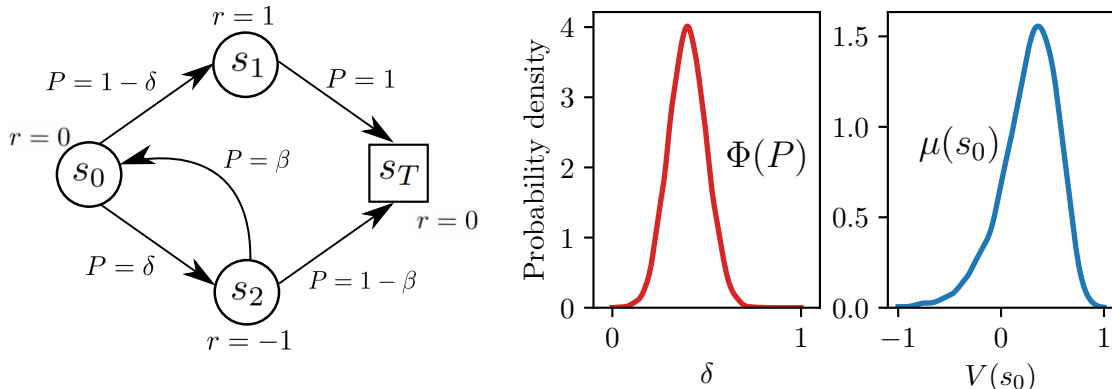 r = 1
s₁
P = 1 − δ
P = 1
r = 0
s₀
P = β
s_T
r = 0
P = δ
s₂
P = 1 − β
r = −1
Probability density
4
3
2
1
0
Φ(P)
0
1
δ
1.5
1.0
0.5
0.0
μ(s₀)
−1
0
1
V(s₀)